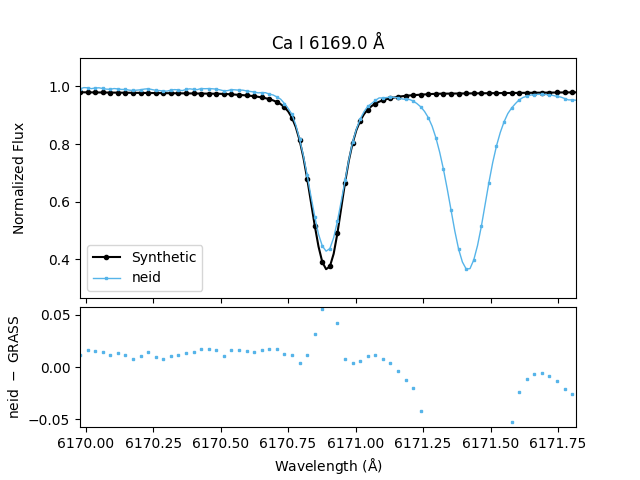 Ca I 6169.0 Å
Normalized Flux
1.0
0.8
0.6
0.4
Synthetic
neid
neid − GRASS
0.05
0.00
−0.05
6170.00 6170.25 6170.50 6170.75 6171.00 6171.25 6171.50 6171.75
Wavelength (Å)